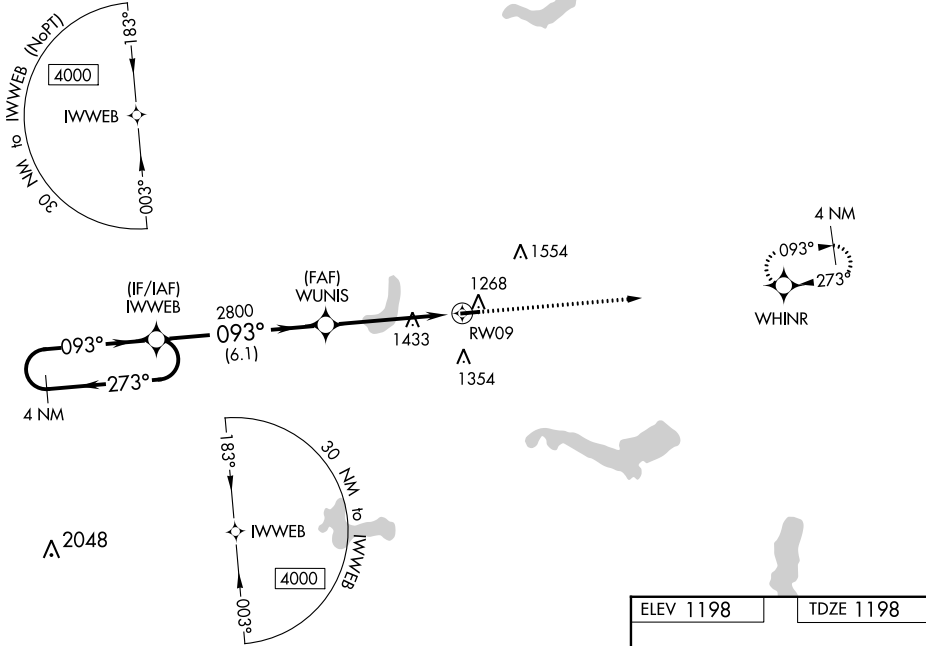 30 NM to IWWEB (NoPT)
183°
4000
IWWEB
003°
4 NM
093°
273°
WHINR
1554
1268
RW09
1433
1354
(FAF)
WUNIS
(IF/IAF)
IWWEB
2800
093°
(6.1)
093°
273°
4 NM
183°
30 NM to IWWEB
IWWEB
4000
003°
2048
ELEV 1198
TDZE 1198